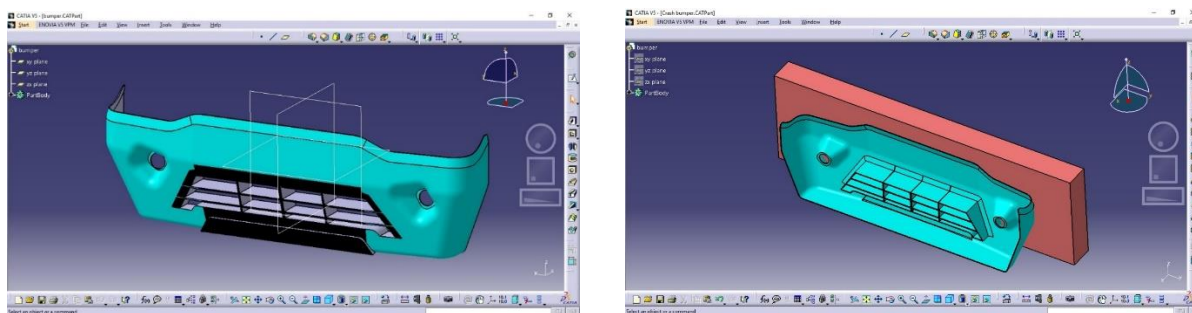 CATIA V5 - [bumper.CATPart]
Start ENOVIA V5 VPM File Edit View Insert Tools Window Help
bumper
xy plane
yz plane
zx plane
PartBody
Select an object or a command
CATIA V5 - [Crash bumper.CATPart]
Start ENOVIA V5 VPM File Edit View Insert Tools Window Help
bumper
xy plane
yz plane
zx plane
PartBody
Select an object or a command